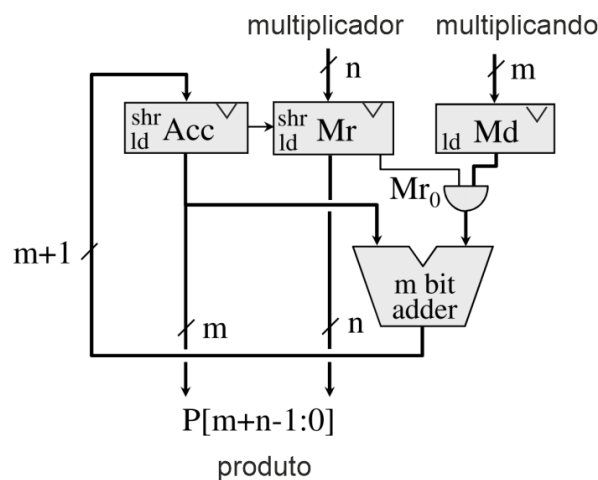 multiplicador multiplicando
n
m
shr
ld
Acc
shr
ld
Mr
ld
Md
Mr₀
m+1
m bit
adder
m
n
P[m+n-1:0]
produto